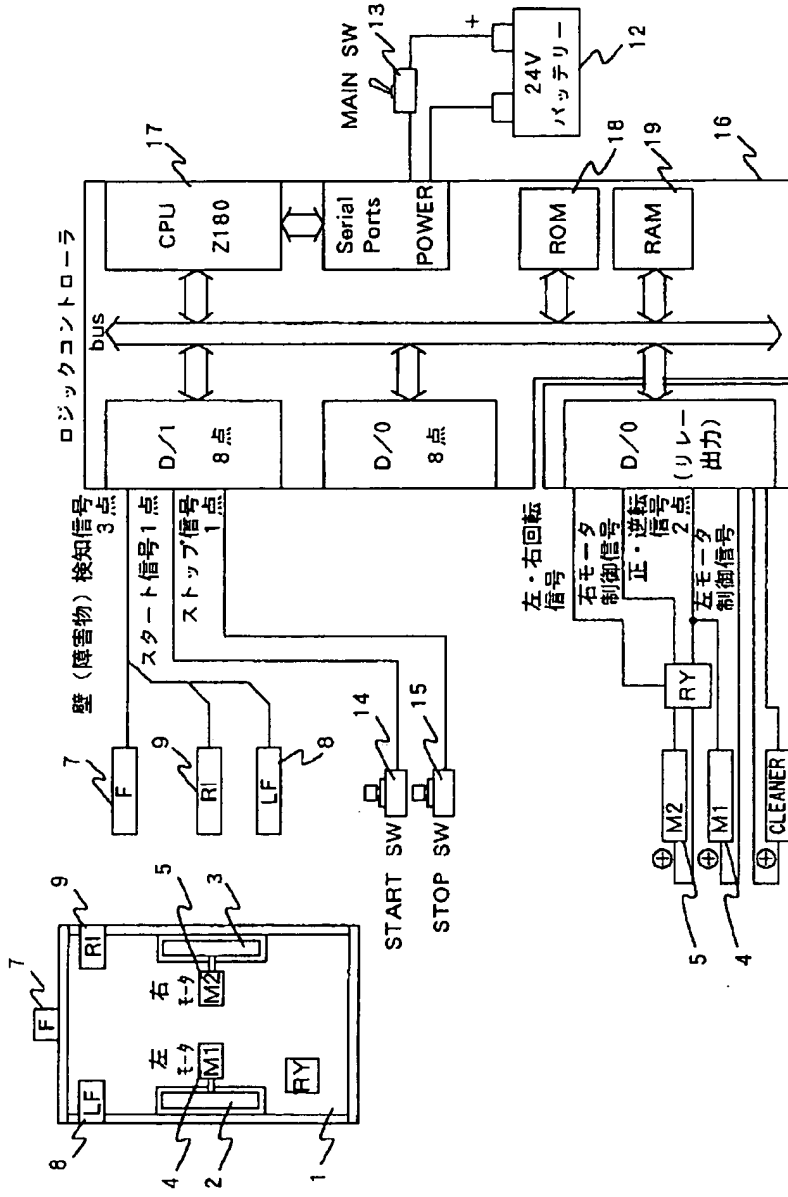 ロジックコントローラ
bus
17
CPU
Z180
Serial
Ports
POWER
MAIN SW
13
+
24V
バッテリー
12
18
ROM
19
RAM
16
D/1
8点
D/0
8点
D/0
(リレー
出力)
壁(障害物)検知信号
3点
スタート信号1点
ストップ信号
1点
7
F
9
RI
LF
8
14
START SW
15
STOP SW
左・右回転
信号
右モータ
制御信号
正・逆転
信号
2点
左モータ
制御信号
RY
M2
M1
CLEANER
5
4
7
F
9
RI
8
LF
5
3
右
モータ
M2
左
モータ
M1
RY
4
2
1